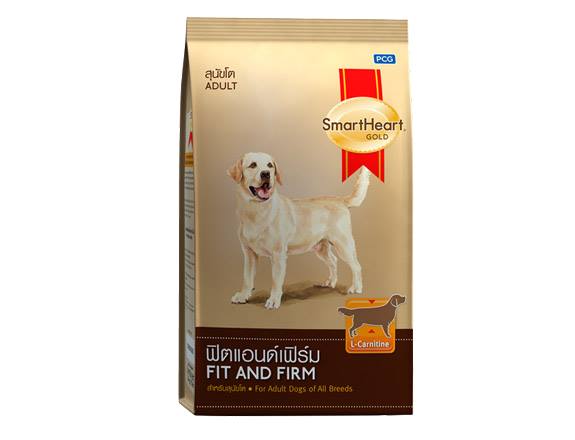 PCG
สุนัขโต
ADULT
SmartHeart
GOLD
L-Carnitine
ฟิตแอนด์เฟิร์ม
FIT AND FIRM
สำหรับสุนัขโต • For Adult Dogs of All Breeds